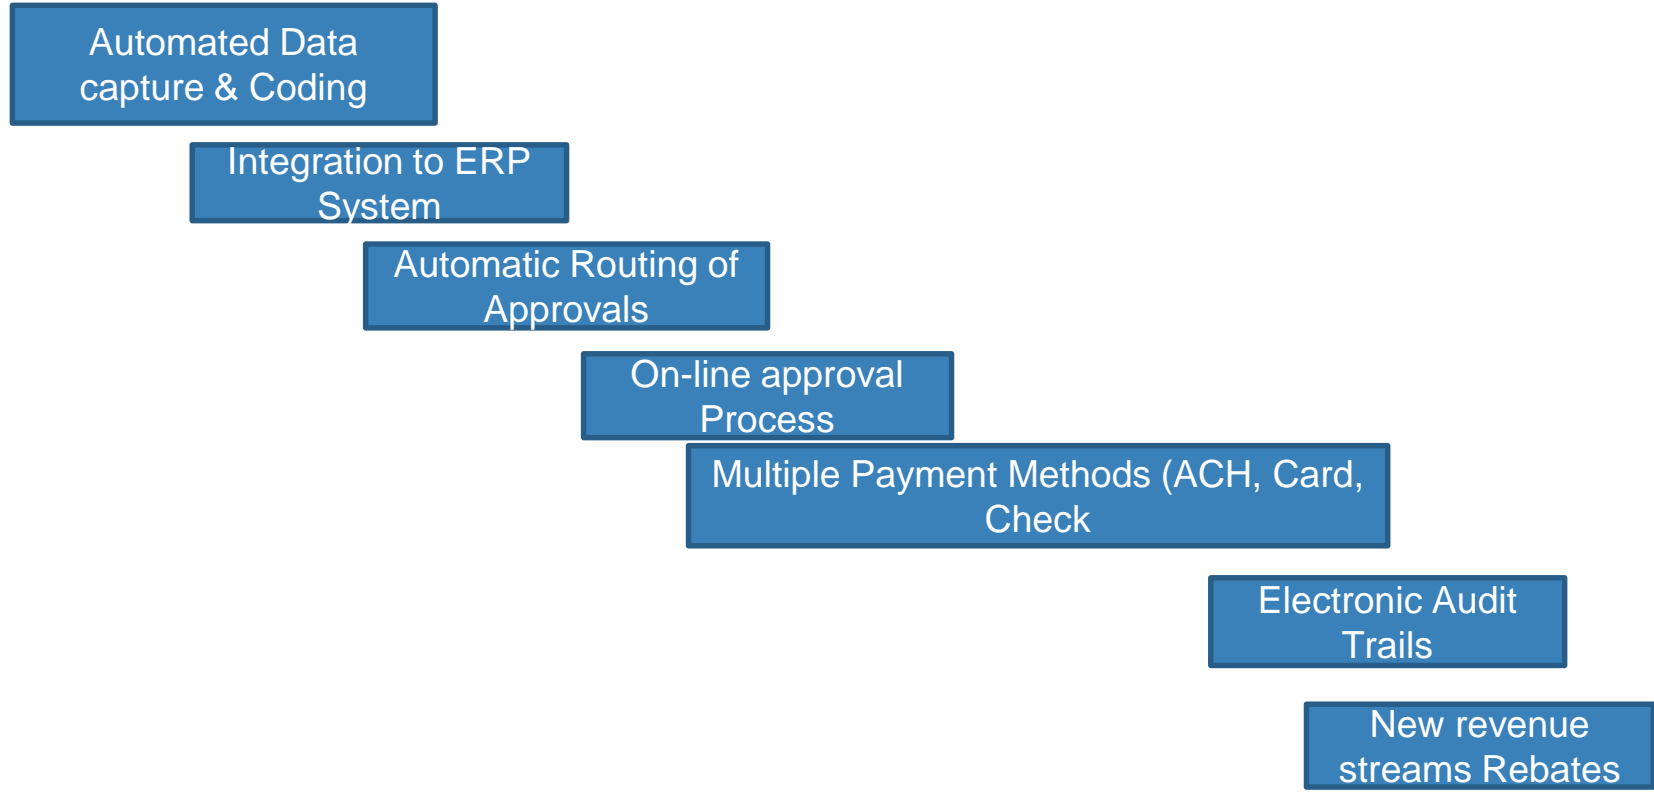 Automated Data
capture & Coding
Integration to ERP
System
Automatic Routing of
Approvals
On-line approval
Process
Multiple Payment Methods (ACH, Card,
Check
Electronic Audit
Trails
New revenue
streams Rebates